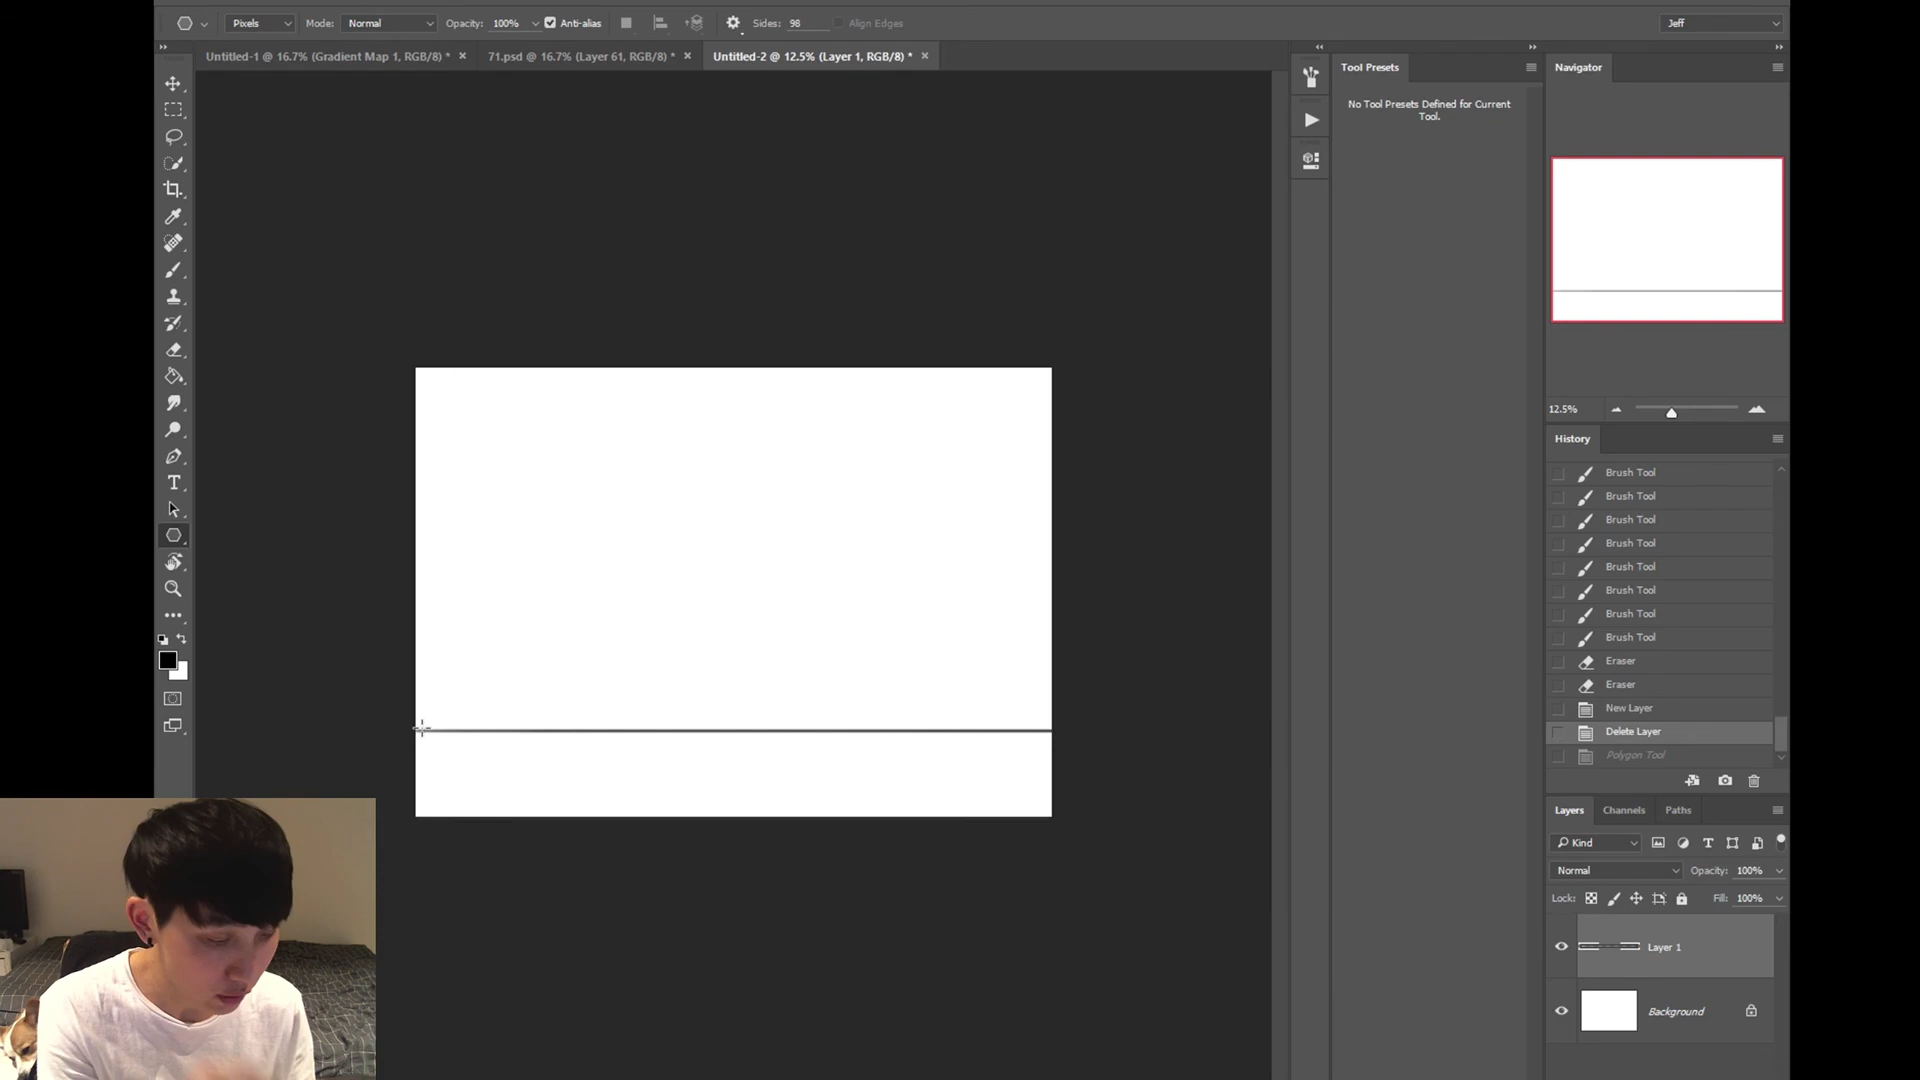 Pixels Mode: Normal Opacity: 100% Anti-alias Sides: 98 Align Edges Jeff
Untitled-1 @ 16.7% (Gradient Map 1, RGB/8) * 71.psd @ 16.7% (Layer 61, RGB/8) * Untitled-2 @ 12.5% (Layer 1, RGB/8) *
Tool Presets
No Tool Presets Defined for Current
Tool.
Navigator
12.5%
History
Brush Tool
Brush Tool
Brush Tool
Brush Tool
Brush Tool
Brush Tool
Brush Tool
Brush Tool
Eraser
Eraser
New Layer
Delete Layer
Polygon Tool
Layers Channels Paths
Kind
Normal Opacity: 100%
Lock: Fill: 100%
Layer 1
Background